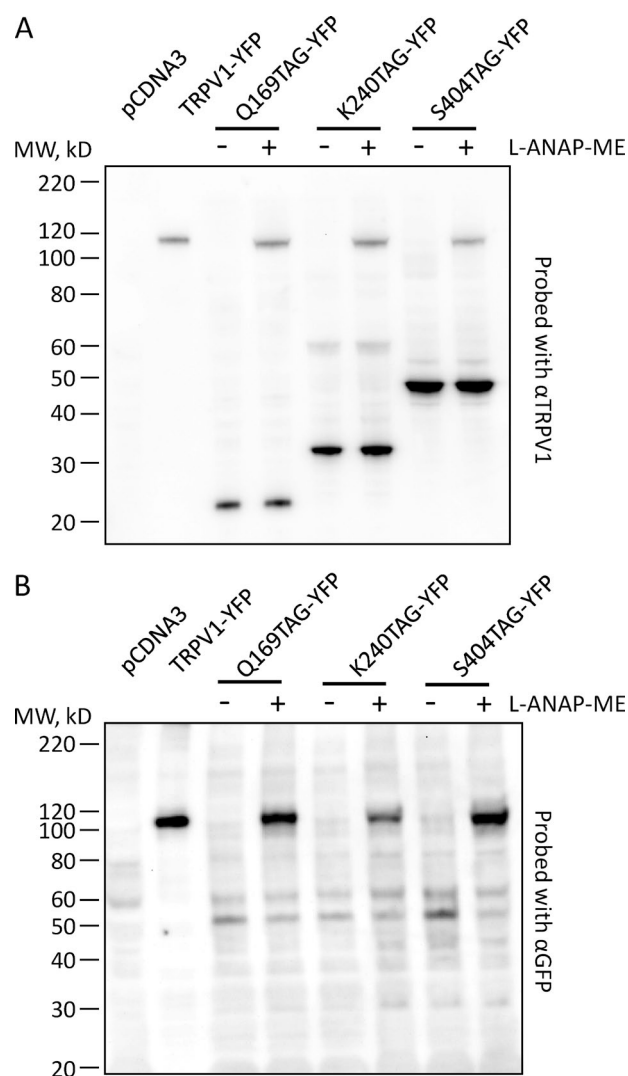 A
pCDNA3
TRPV1-YFP
Q169TAG-YFP
K240TAG-YFP
S404TAG-YFP
MW, kD
- + - + - + L-ANAP-ME
220
120
100
80
60
50
40
30
20
Probed with αTRPV1
B
pCDNA3
TRPV1-YFP
Q169TAG-YFP
K240TAG-YFP
S404TAG-YFP
MW, kD
- + - + - + L-ANAP-ME
220
120
100
80
60
50
40
30
20
Probed with αGFP